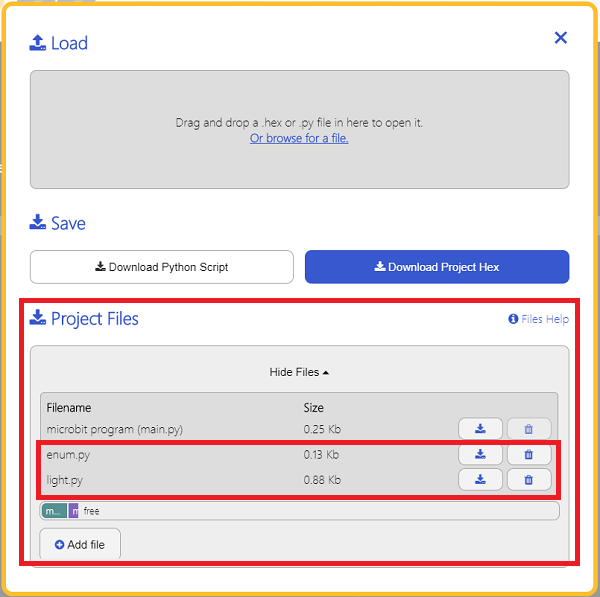 Load
Drag and drop a .hex or .py file in here to open it.
Or browse for a file.
Save
Download Python Script
Download Project Hex
Project Files
Files Help
Hide Files
Filename Size
microbit program (main.py) 0.25 Kb
enum.py 0.13 Kb
light.py 0.88 Kb
m... m free
Add file